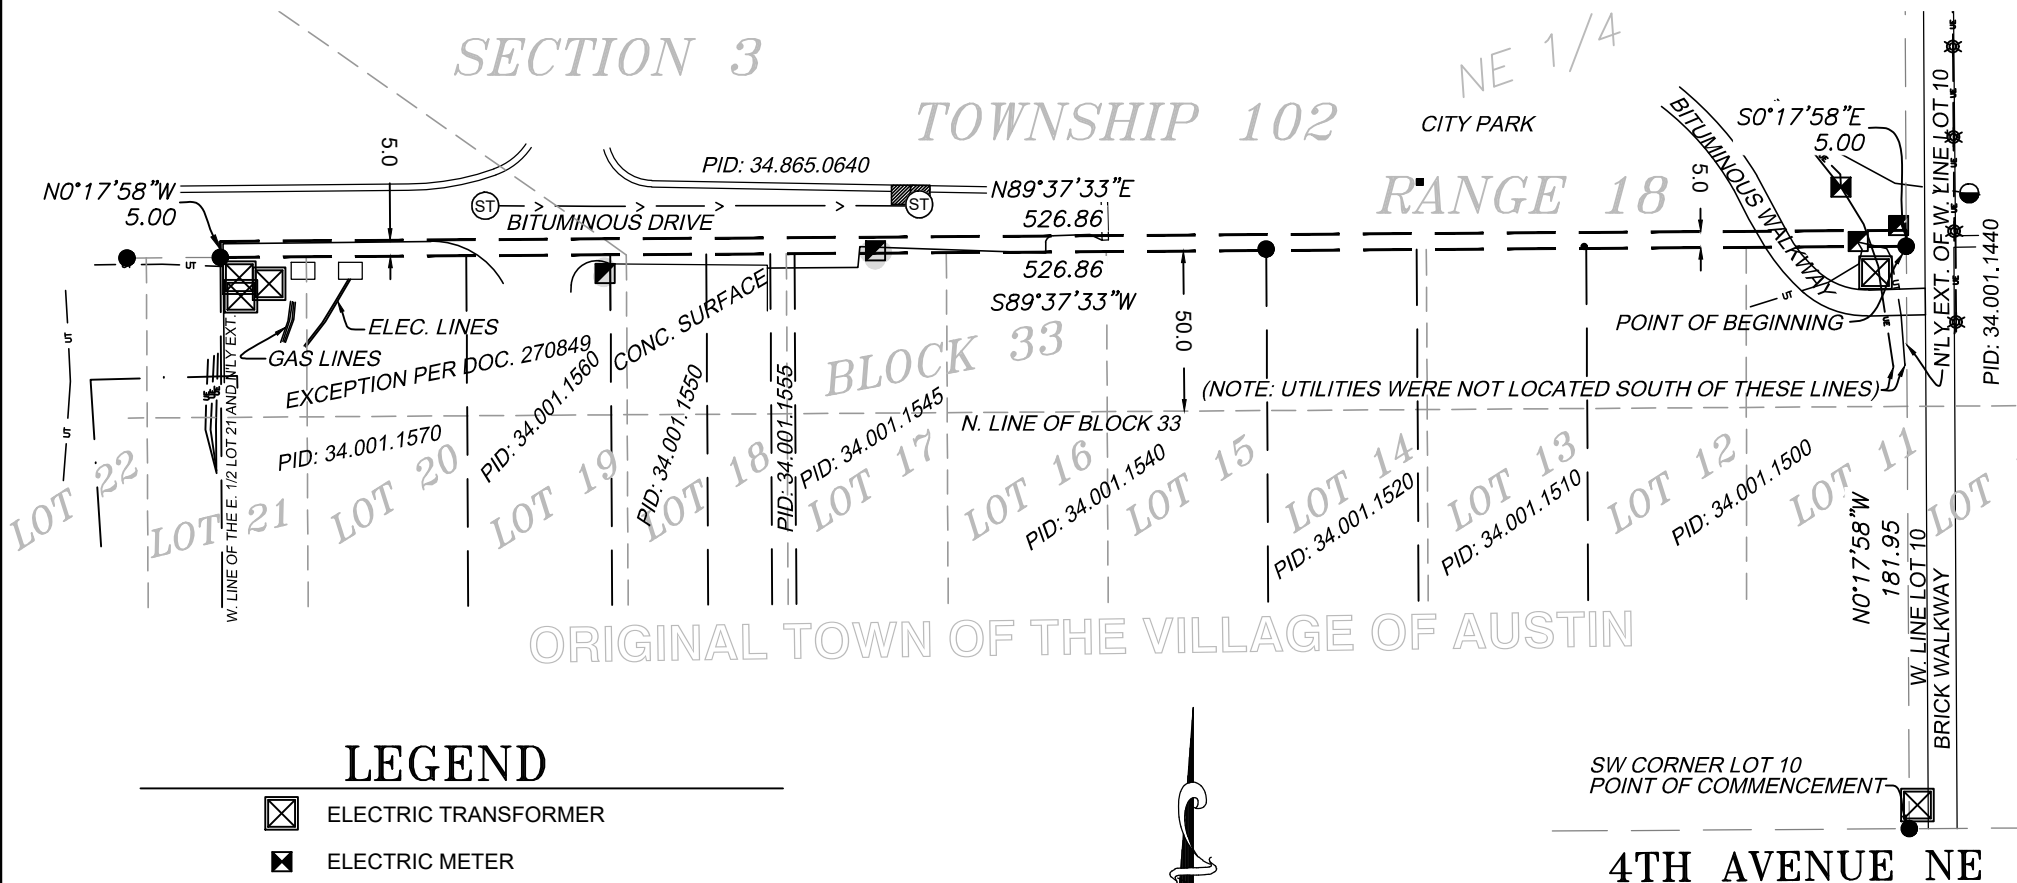 SECTION 3
NE 1/4
TOWNSHIP 102
CITY PARK
RANGE 18
S0°17'58"E
5.00
BITUMINOUS WALKWAY
5.0
PID: 34.865.0640
N0°17'58"W
5.00
ST
ST
BITUMINOUS DRIVE
N89°37'33"E
526.86
5.0
526.86
S89°37'33"W
UT
UT
UT
UE
N'LY EXT. OF W. LINE LOT 10
PID: 34.001.1440
POINT OF BEGINNING
50.0
ELEC. LINES
GAS LINES
EXCEPTION PER DOC. 270849
CONC. SURFACE
BLOCK 33
(NOTE: UTILITIES WERE NOT LOCATED SOUTH OF THESE LINES)
N. LINE OF BLOCK 33
W. LINE OF THE E. 1/2 LOT 21 AND N'LY EXT.
PID: 34.001.1570
PID: 34.001.1560
PID: 34.001.1550
PID: 34.001.1555
PID: 34.001.1545
PID: 34.001.1540
PID: 34.001.1520
PID: 34.001.1510
PID: 34.001.1500
LOT 22
LOT 21
LOT 20
LOT 19
LOT 18
LOT 17
LOT 16
LOT 15
LOT 14
LOT 13
LOT 12
LOT 11
LOT
N0°17'58"W
181.95
W. LINE LOT 10
BRICK WALKWAY
ORIGINAL TOWN OF THE VILLAGE OF AUSTIN
LEGEND
ELECTRIC TRANSFORMER
ELECTRIC METER
SW CORNER LOT 10
POINT OF COMMENCEMENT
4TH AVENUE NE